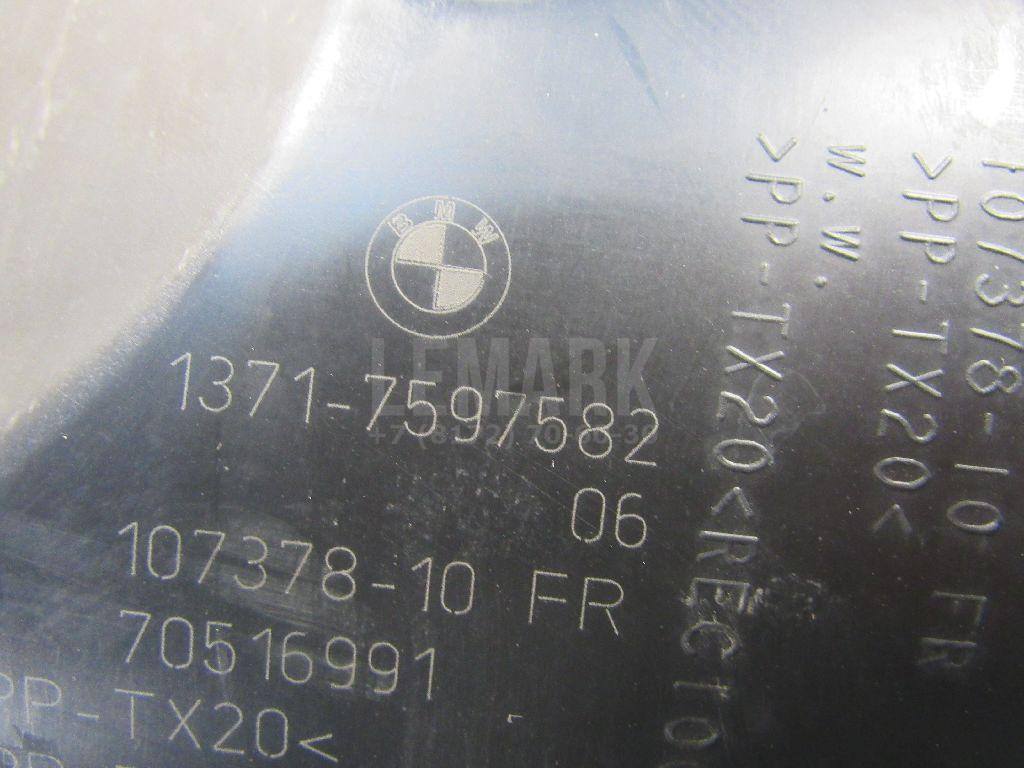 BMW
LEMARK
1371-7597582
06
107378-10 FR
70516991
PP-TX20<
107378-10 FR
>PP-TX20<
W.W.
>PP-TX20<